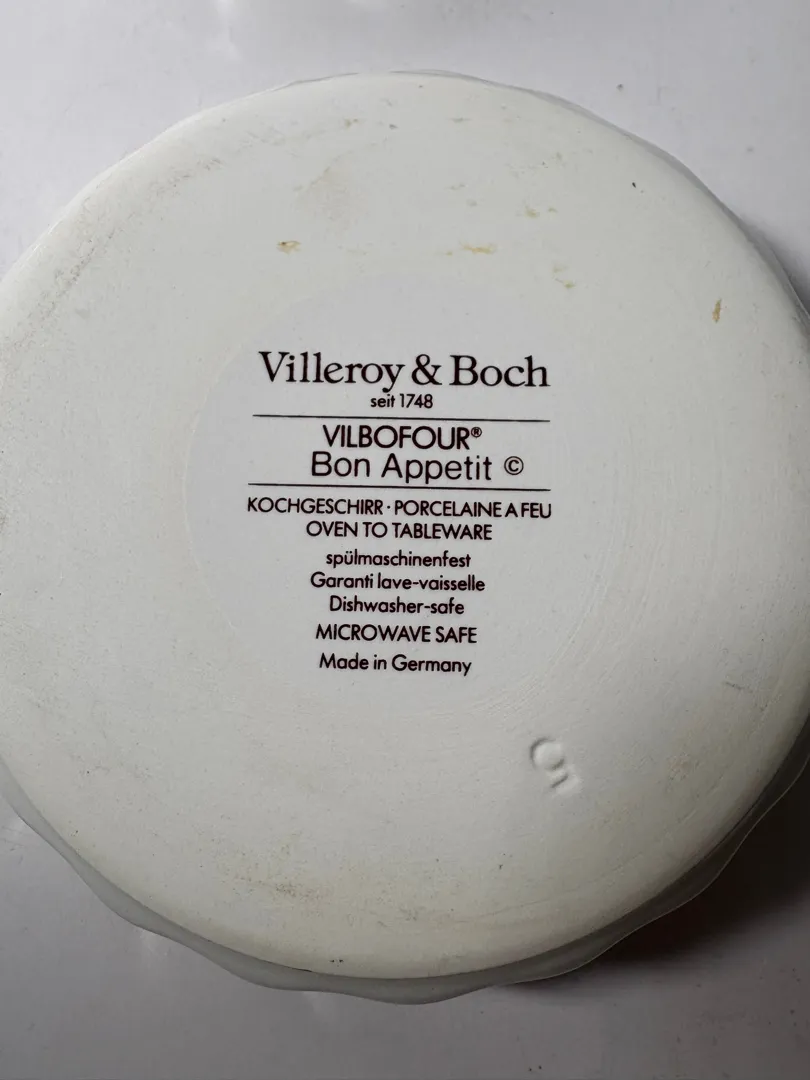 Villeroy & Boch
seit 1748
VILBOFOUR®
Bon Appetit ©
KOCHGESCHIRR · PORCELAINE A FEU
OVEN TO TABLEWARE
spülmaschinenfest
Garanti lave-vaisselle
Dishwasher-safe
MICROWAVE SAFE
Made in Germany
5